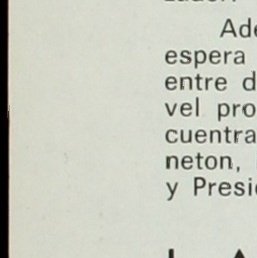 Ade
espera
entre d
vel pro
cuentra
neton,
y Presi